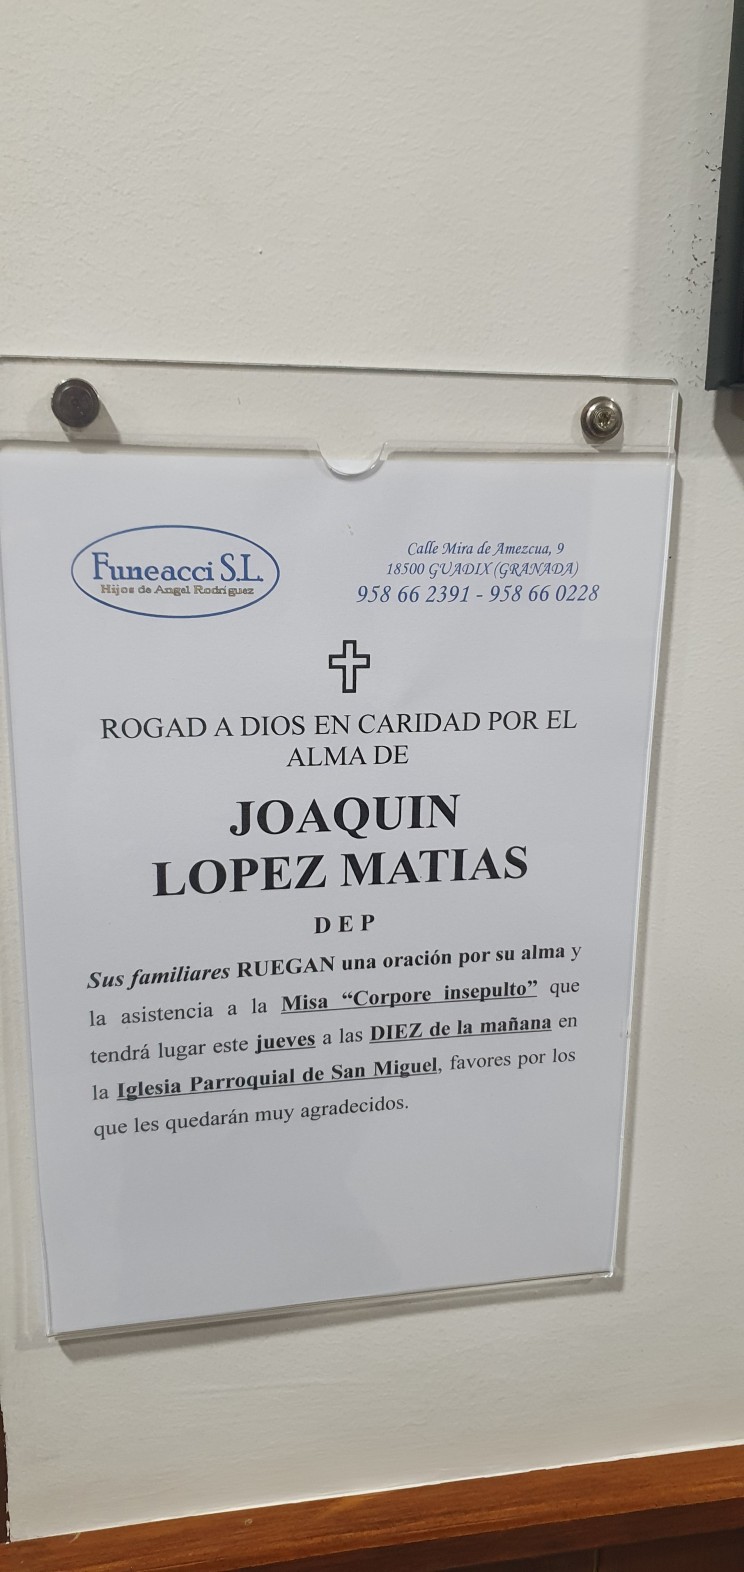 Funeacci S.L.
Hijos de Angel Rodriguez
Calle Mira de Amezcua, 9
18500 GUADIX (GRANADA)
958 66 2391 - 958 66 0228
ROGAD A DIOS EN CARIDAD POR EL
ALMA DE
JOAQUIN
LOPEZ MATIAS
D E P
Sus familiares RUEGAN una oración por su alma y
la asistencia a la Misa “Corpore insepulto” que
tendrá lugar este jueves a las DIEZ de la mañana en
la Iglesia Parroquial de San Miguel, favores por los
que les quedarán muy agradecidos.